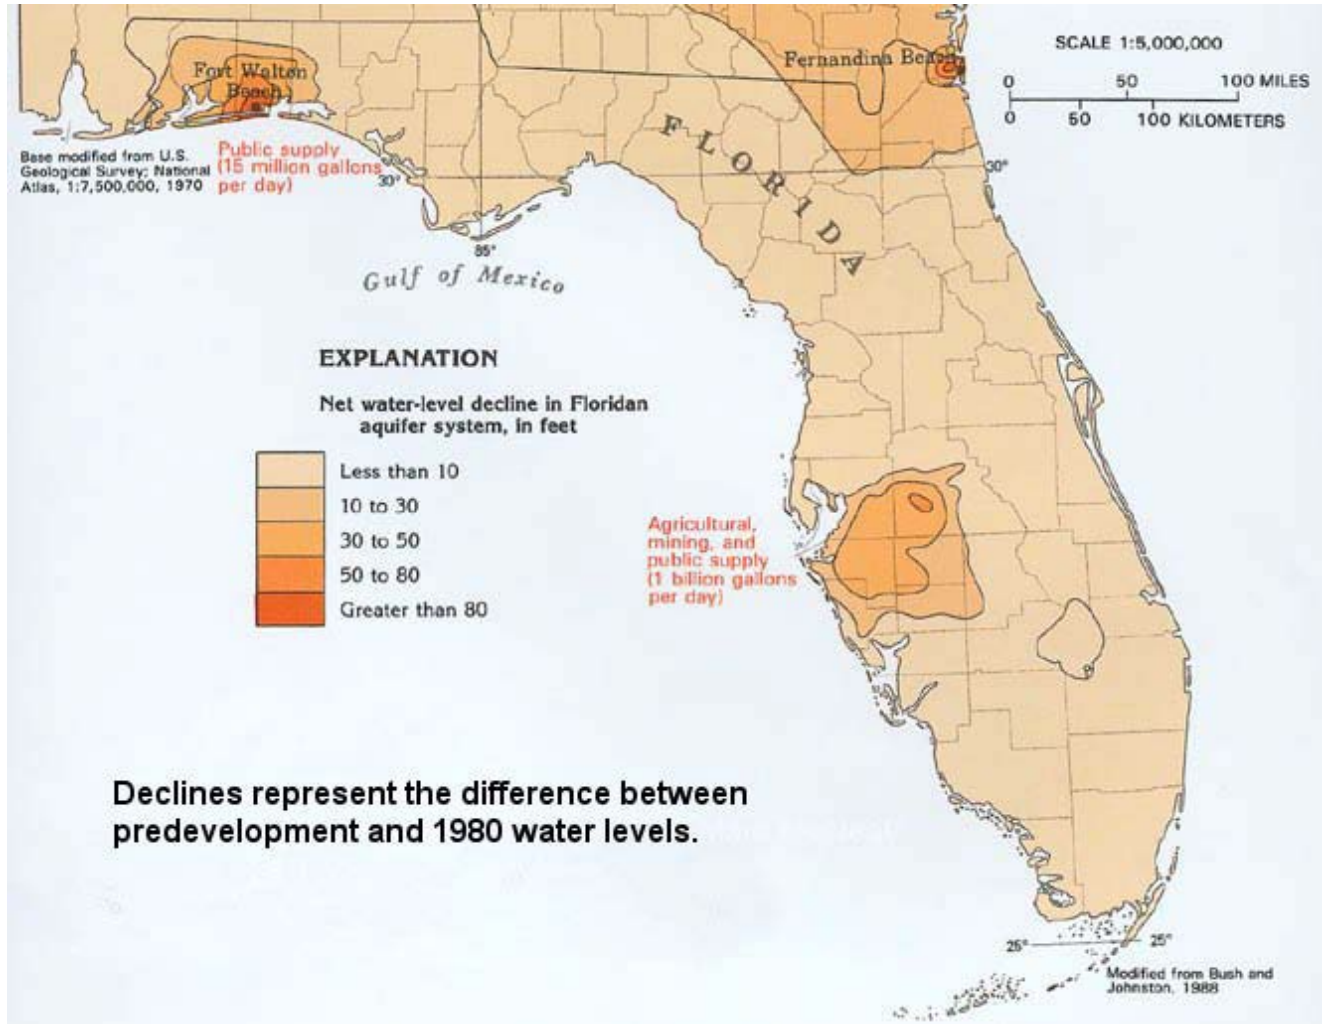 SCALE 1:5,000,000
0 50 100 MILES
0 50 100 KILOMETERS
Fort Walton
Beach
Fernandina Beach
FLORIDA
Base modified from U.S.
Geological Survey; National
Atlas, 1:7,500,000, 1970
Public supply
(15 million gallons
per day)
30°
30°
85°
Gulf of Mexico
EXPLANATION
Net water-level decline in Floridan
aquifer system, in feet
Less than 10
10 to 30
30 to 50
50 to 80
Greater than 80
Agricultural,
mining, and
public supply
(1 billion gallons
per day)
Declines represent the difference between
predevelopment and 1980 water levels.
25°
25°
Modified from Bush and
Johnston, 1988